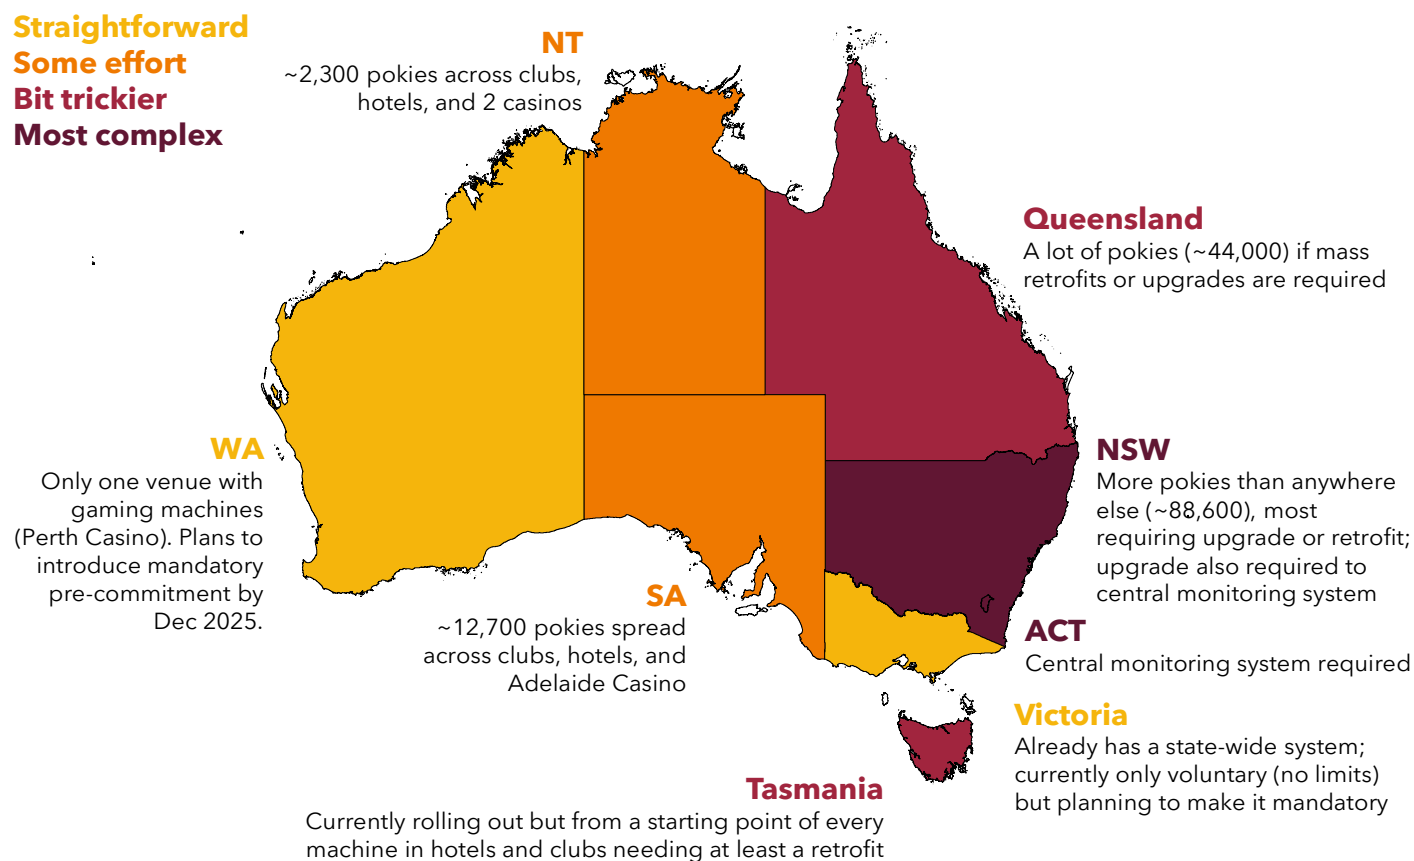 Straightforward
Some effort
Bit trickier
Most complex
NT
~2,300 pokies across clubs,
hotels, and 2 casinos
Queensland
A lot of pokies (~44,000) if mass
retrofits or upgrades are required
WA
Only one venue with
gaming machines
(Perth Casino). Plans to
introduce mandatory
pre-commitment by
Dec 2025.
NSW
More pokies than anywhere
else (~88,600), most
requiring upgrade or retrofit;
upgrade also required to
central monitoring system
SA
~12,700 pokies spread
across clubs, hotels, and
Adelaide Casino
ACT
Central monitoring system required
Victoria
Already has a state-wide system;
currently only voluntary (no limits)
but planning to make it mandatory
Tasmania
Currently rolling out but from a starting point of every
machine in hotels and clubs needing at least a retrofit